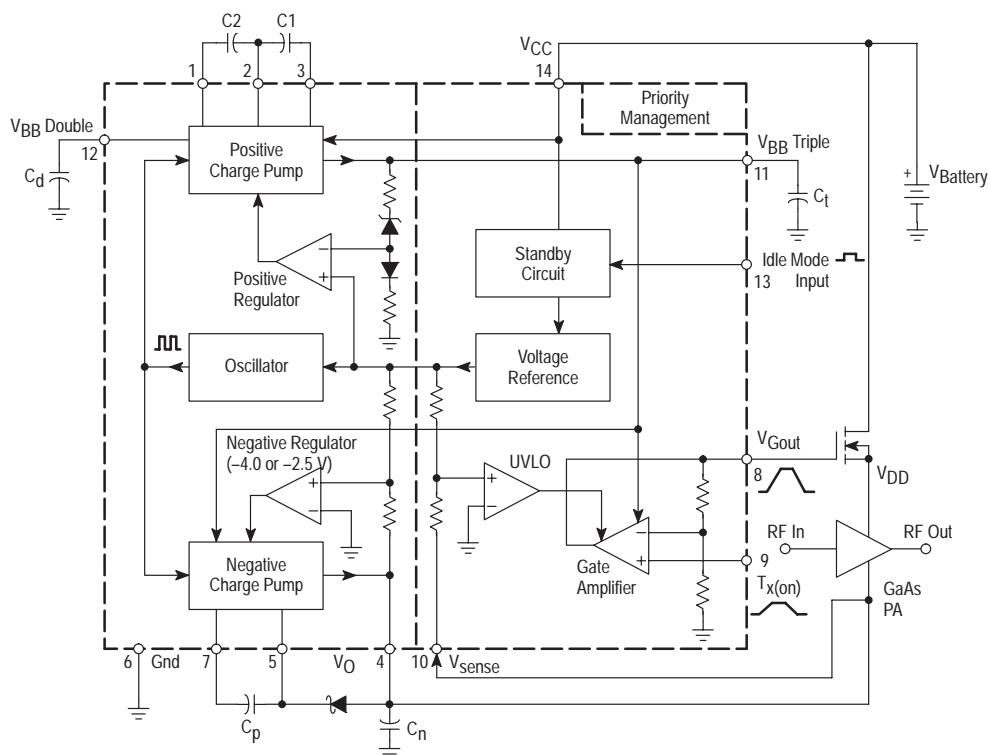 C2
C1
VCC
1
2
3
14
Priority
Management
VBB Double
12
Cd
Positive
Charge Pump
VBB Triple
11
Ct
+
VBattery
Positive
Regulator
−
+
Standby
Circuit
Idle Mode
Input
13
Oscillator
Voltage
Reference
Negative Regulator
(−4.0 or −2.5 V)
+
−
UVLO
+
−
VGout
8
VDD
Negative
Charge Pump
Gate
Amplifier
−
+
9
Tx(on)
RF In
RF Out
GaAs
PA
6
Gnd
7
5
VO
4
10
Vsense
Cp
Cn